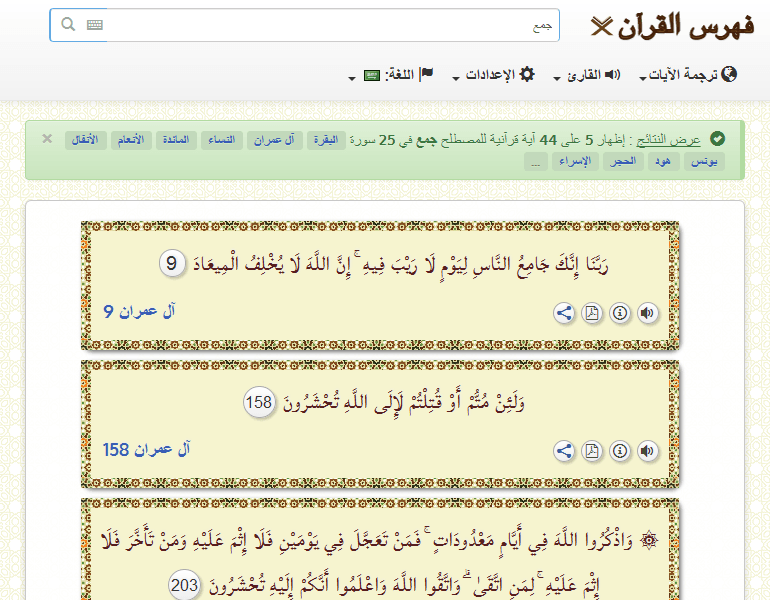 فهرس القرآن
جمع
ترجمة الآيات القارئ الإعدادات اللغة:
عرض النتائج : إظهار 5 على 44 آية قرآنية للمصطلح جمع في 25 سورة البقرة آل عمران النساء المائدة الأنعام الأنفال ×
يونس هود الحجر الإسراء ...
رَبَّنَا إِنَّكَ جَامِعُ النَّاسِ لِيَوْمٍ لَا رَيْبَ فِيهِ ۚ إِنَّ اللَّهَ لَا يُخْلِفُ الْمِيعَادَ 9
آل عمران 9
وَلَئِنْ مُتُّمْ أَوْ قُتِلْتُمْ لَإِلَى اللَّهِ تُحْشَرُونَ 158
آل عمران 158
۞ وَاذْكُرُوا اللَّهَ فِي أَيَّامٍ مَعْدُودَاتٍ ۚ فَمَنْ تَعَجَّلَ فِي يَوْمَيْنِ فَلَا إِثْمَ عَلَيْهِ وَمَنْ تَأَخَّرَ فَلَا
إِثْمَ عَلَيْهِ ۚ لِمَنِ اتَّقَىٰ ۗ وَاتَّقُوا اللَّهَ وَاعْلَمُوا أَنَّكُمْ إِلَيْهِ تُحْشَرُونَ 203